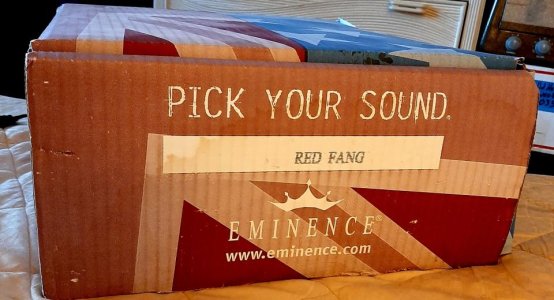 PICK YOUR SOUND.
RED FANG
EMINENCE®
www.eminence.com